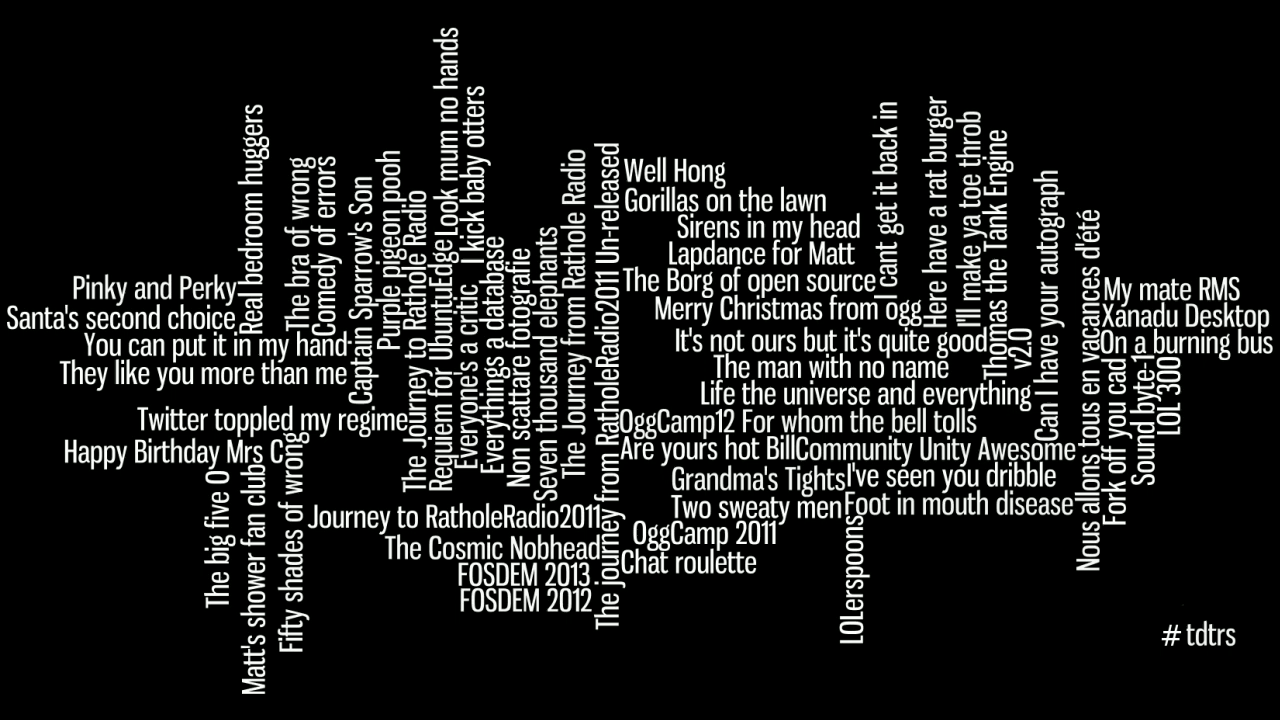 Pinky and Perky
Santa's second choice
You can put it in my hand
They like you more than me
Twitter toppled my regime
Happy Birthday Mrs C
The big five O
Matt's shower fan club
Fifty shades of wrong
Real bedroom huggers
The bra of wrong
Comedy of errors
Captain Sparrow's Son
Purple pigeon pooh
The Journey to Rathole Radio
Requiem for UbuntuEdge
Look mum no hands
Everyone's a critic
I kick baby otters
Everythings a database
Non scattare fotografie
Seven thousand elephants
The Journey from Rathole Radio
The journey from RatholeRadio2011 Un-released
Journey to RatholeRadio2011
The Cosmic Nobhead
FOSDEM 2013
FOSDEM 2012
Well Hong
Gorillas on the lawn
Sirens in my head
Lapdance for Matt
The Borg of open source
Merry Christmas from ogg
It's not ours but it's quite good
The man with no name
Life the universe and everything
OggCamp12 For whom the bell tolls
Are yours hot Bill
Community Unity Awesome
Grandma's Tights
I've seen you dribble
Two sweaty men
Foot in mouth disease
OggCamp 2011
Chat roulette
LOLerspoons
I cant get it back in
Here have a rat burger
I'll make ya toe throb
Thomas the Tank Engine
v2.0
Can I have your autograph
Nous allons tous en vacances d'été
My mate RMS
Xanadu Desktop
On a burning bus
Fork off you cad
Sound byte-1
LOL 300
# tdtrs